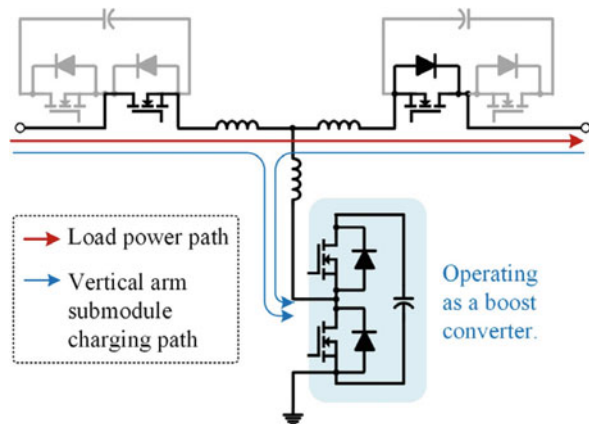 Load power path
Vertical arm
submodule
charging path
Operating
as a boost
converter.